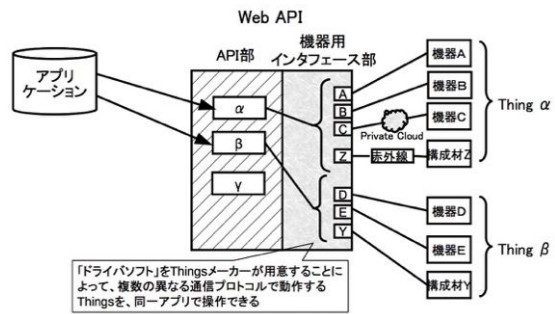 Web API
API部
機器用
インタフェース部
アプリ
ケーション
α
β
γ
A
B
C
Z
D
E
Y
Private Cloud
赤外線
機器A
機器B
機器C
構成材Z
Thing α
機器D
機器E
構成材Y
Thing β
「ドライバソフト」をThingsメーカーが用意することに
よって、複数の異なる通信プロトコルで動作する
Thingsを、同一アプリで操作できる